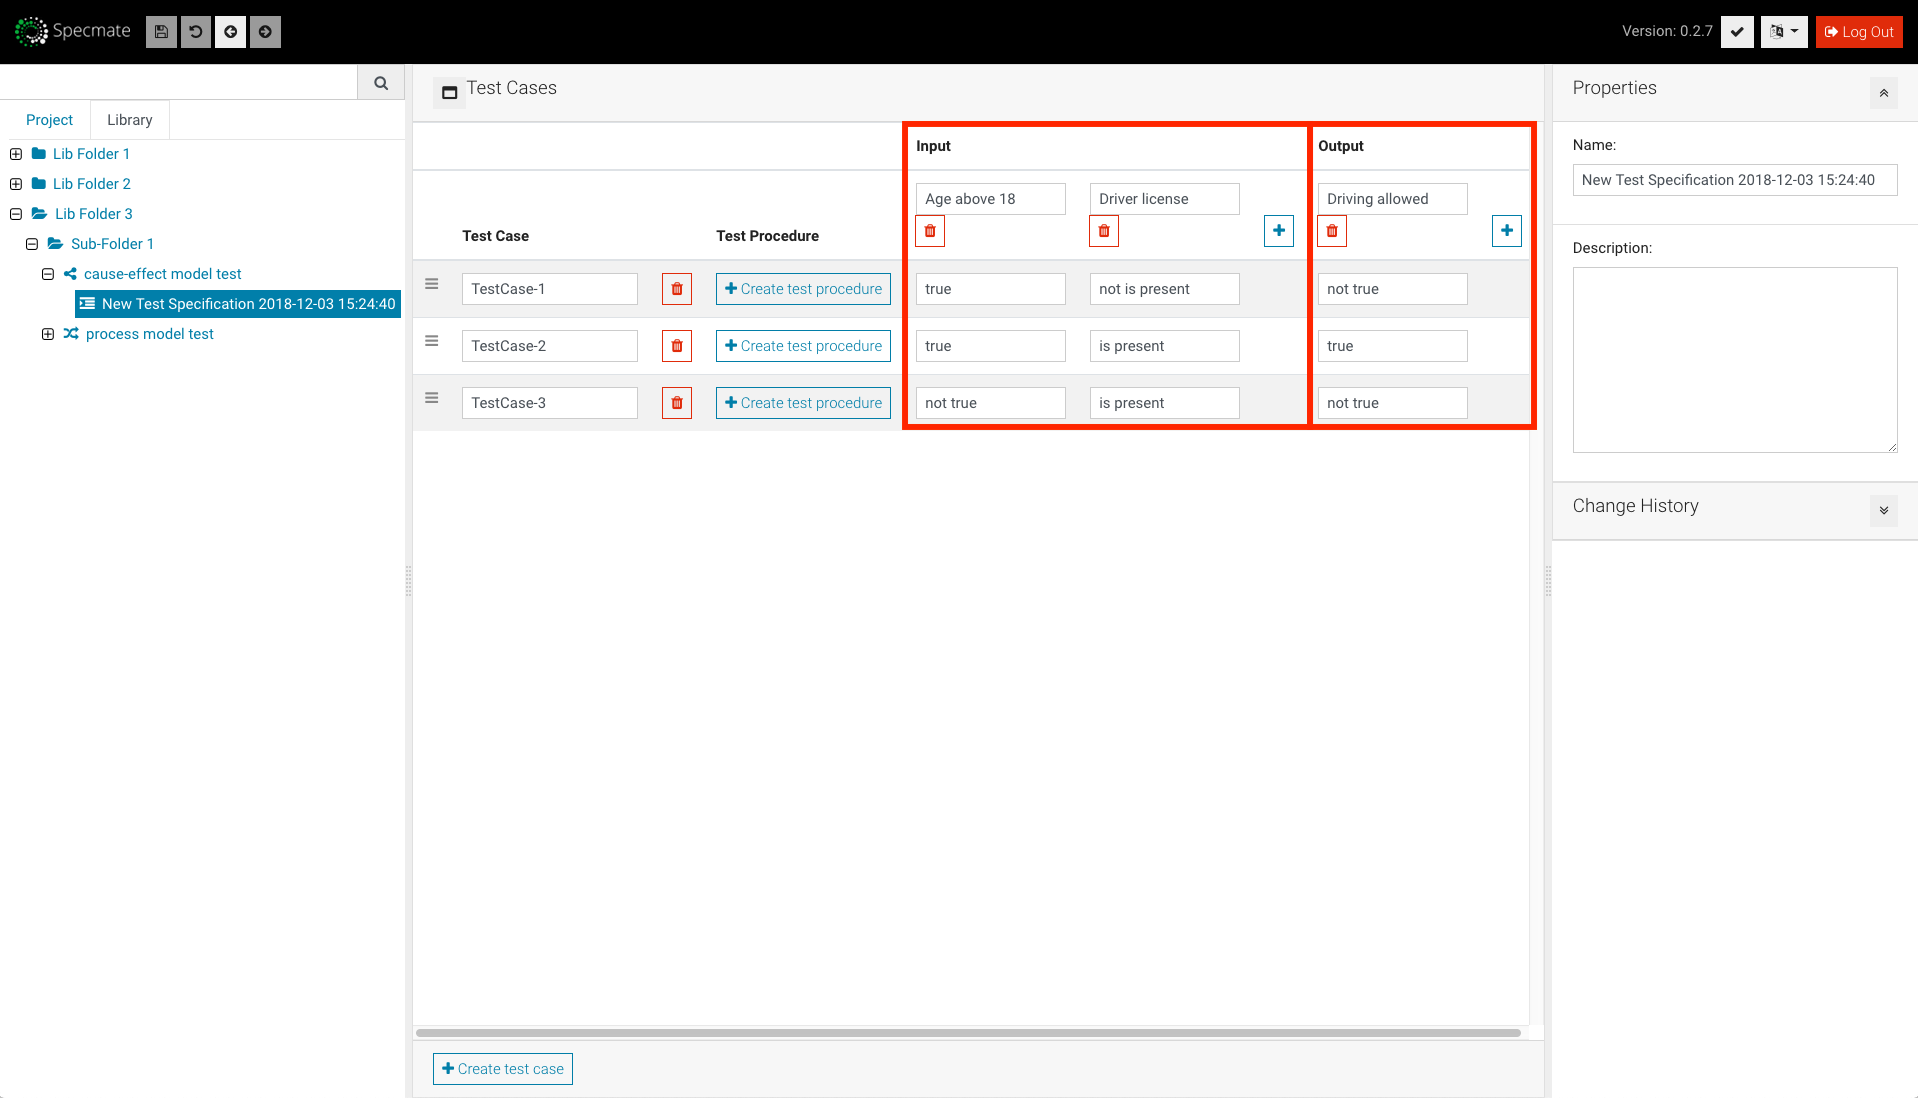 Specmate
Version: 0.2.7
Log Out
Project
Library
Lib Folder 1
Lib Folder 2
Lib Folder 3
Sub-Folder 1
cause-effect model test
New Test Specification 2018-12-03 15:24:40
process model test
Test Cases
Input
Output
Age above 18
Driver license
Driving allowed
Test Case
Test Procedure
TestCase-1
Create test procedure
true
not is present
not true
TestCase-2
Create test procedure
true
is present
true
TestCase-3
Create test procedure
not true
is present
not true
Create test case
Properties
Name:
New Test Specification 2018-12-03 15:24:40
Description:
Change History